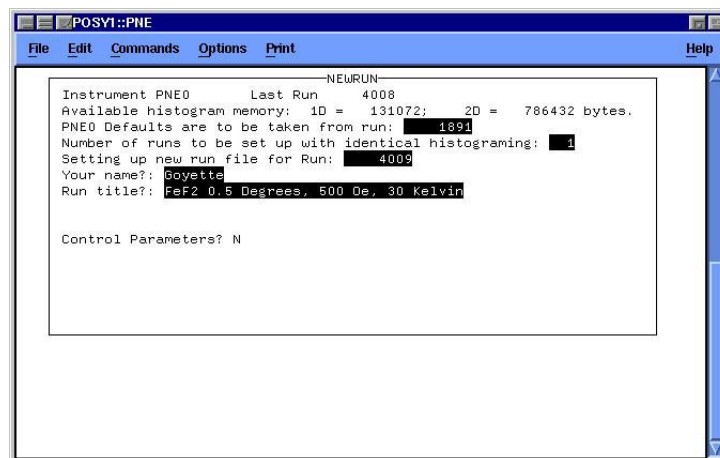 POSY1::PNE
File Edit Commands Options Print Help
NEWRUN
Instrument PNE0 Last Run 4008
Available histogram memory: 1D = 131072; 2D = 786432 bytes.
PNE0 Defaults are to be taken from run: 1891
Number of runs to be set up with identical histograming: 1
Setting up new run file for Run: 4009
Your name?: Goyette
Run title?: FeF2 0.5 Degrees, 500 Oe, 30 Kelvin
Control Parameters? N